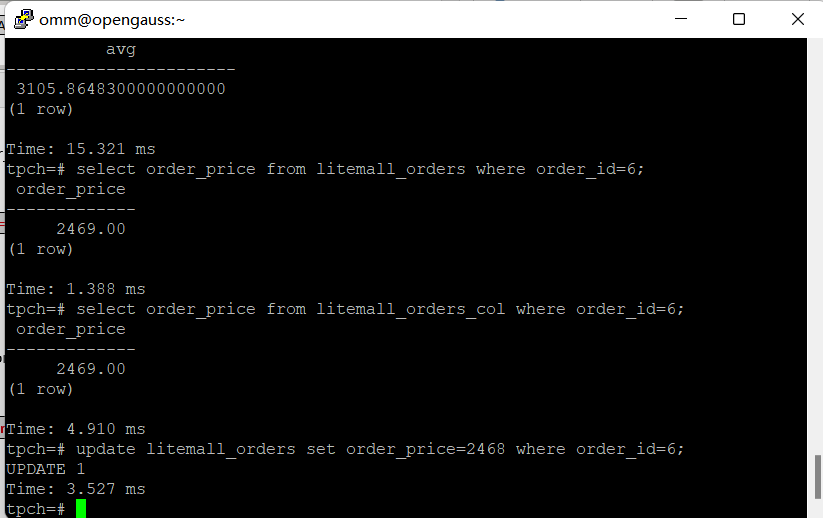 omm@opengauss:~
avg
-----------------------
3105.8648300000000000
(1 row)
Time: 15.321 ms
tpch=# select order_price from litemall_orders where order_id=6;
order_price
-------------
2469.00
(1 row)
Time: 1.388 ms
tpch=# select order_price from litemall_orders_col where order_id=6;
order_price
-------------
2469.00
(1 row)
Time: 4.910 ms
tpch=# update litemall_orders set order_price=2468 where order_id=6;
UPDATE 1
Time: 3.527 ms
tpch=#